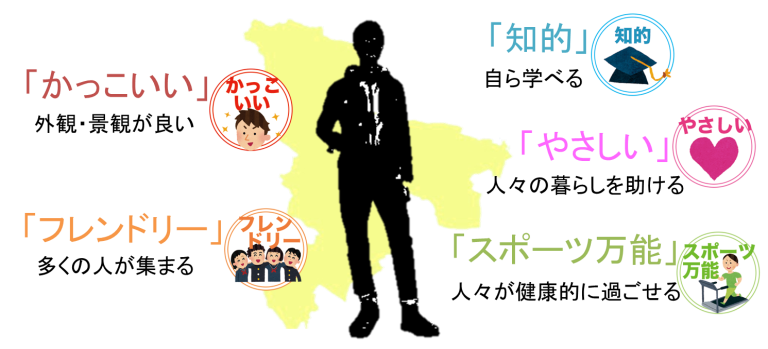 「かっこいい」
かっこ
いい
外観・景観が良い
「フレンドリー」
フレン
ドリー
多くの人が集まる
「知的」
知的
自ら学べる
「やさしい」
やさしい
人々の暮らしを助ける
「スポーツ万能」
スポーツ
万能
人々が健康的に過ごせる